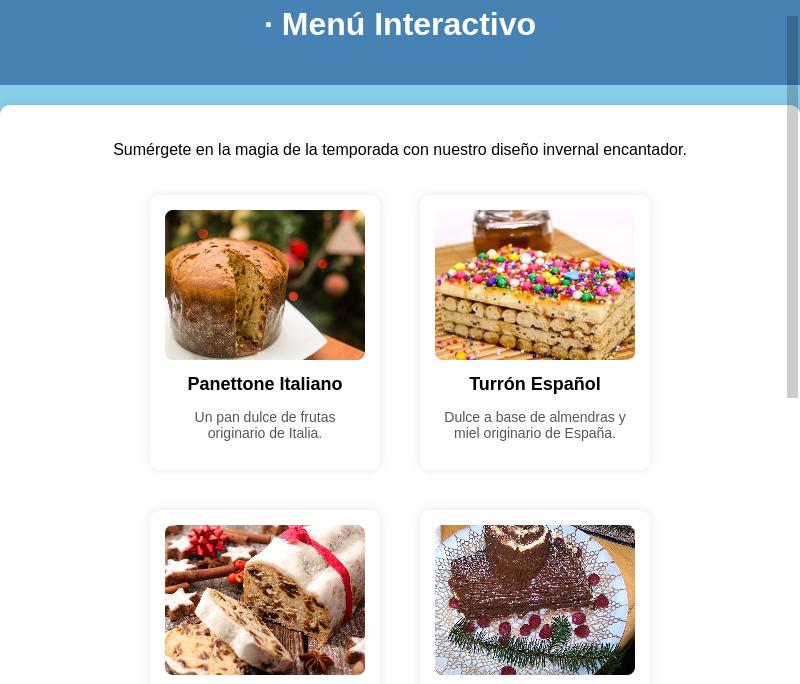 · Menú Interactivo
Sumérgete en la magia de la temporada con nuestro diseño invernal encantador.
Panettone Italiano
Un pan dulce de frutas
originario de Italia.
Turrón Español
Dulce a base de almendras y
miel originario de España.